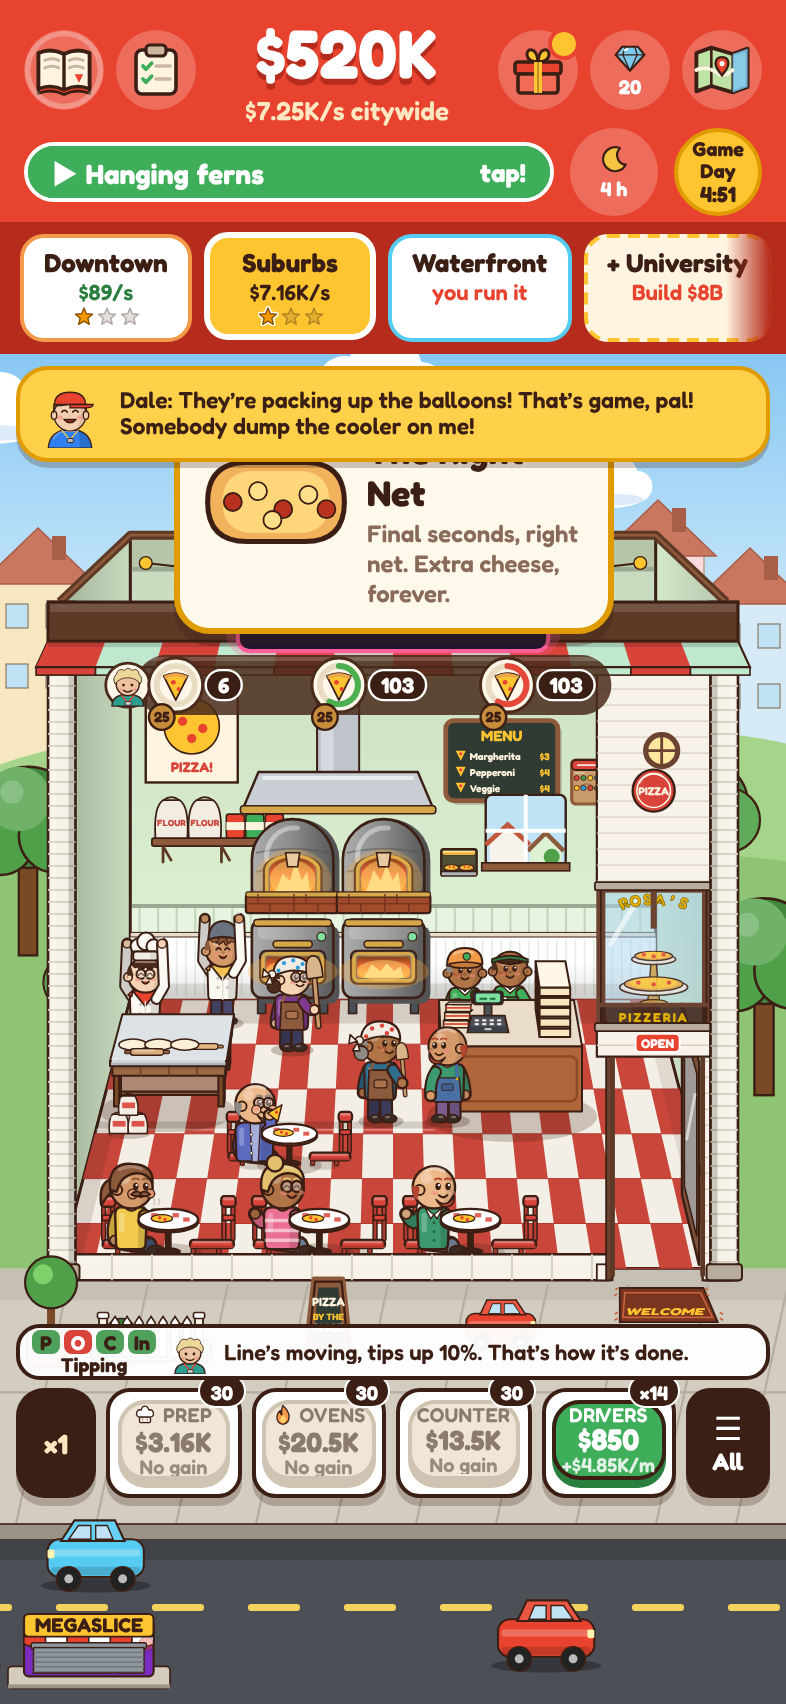 $520K
$7.25K/s citywide
20
Hanging ferns
tap!
4 h
Game
Day
4:51
Downtown
$89/s
Suburbs
$7.16K/s
Waterfront
you run it
+ University
Build $8B
Dale: They're packing up the balloons! That's game, pal!
Somebody dump the cooler on me!
Net
Final seconds, right
net. Extra cheese,
forever.
6
103
103
25
25
25
PIZZA!
MENU
Margherita $3
Pepperoni $4
Veggie $4
PIZZA
FLOUR
FLOUR
ROSA'S
PIZZERIA
OPEN
PIZZA
BY THE
WELCOME
P O C In
Tipping
Line's moving, tips up 10%. That's how it's done.
x1
30
PREP
$3.16K
No gain
30
OVENS
$20.5K
No gain
30
COUNTER
$13.5K
No gain
x14
DRIVERS
$850
+$4.85K/m
All
MEGASLICE